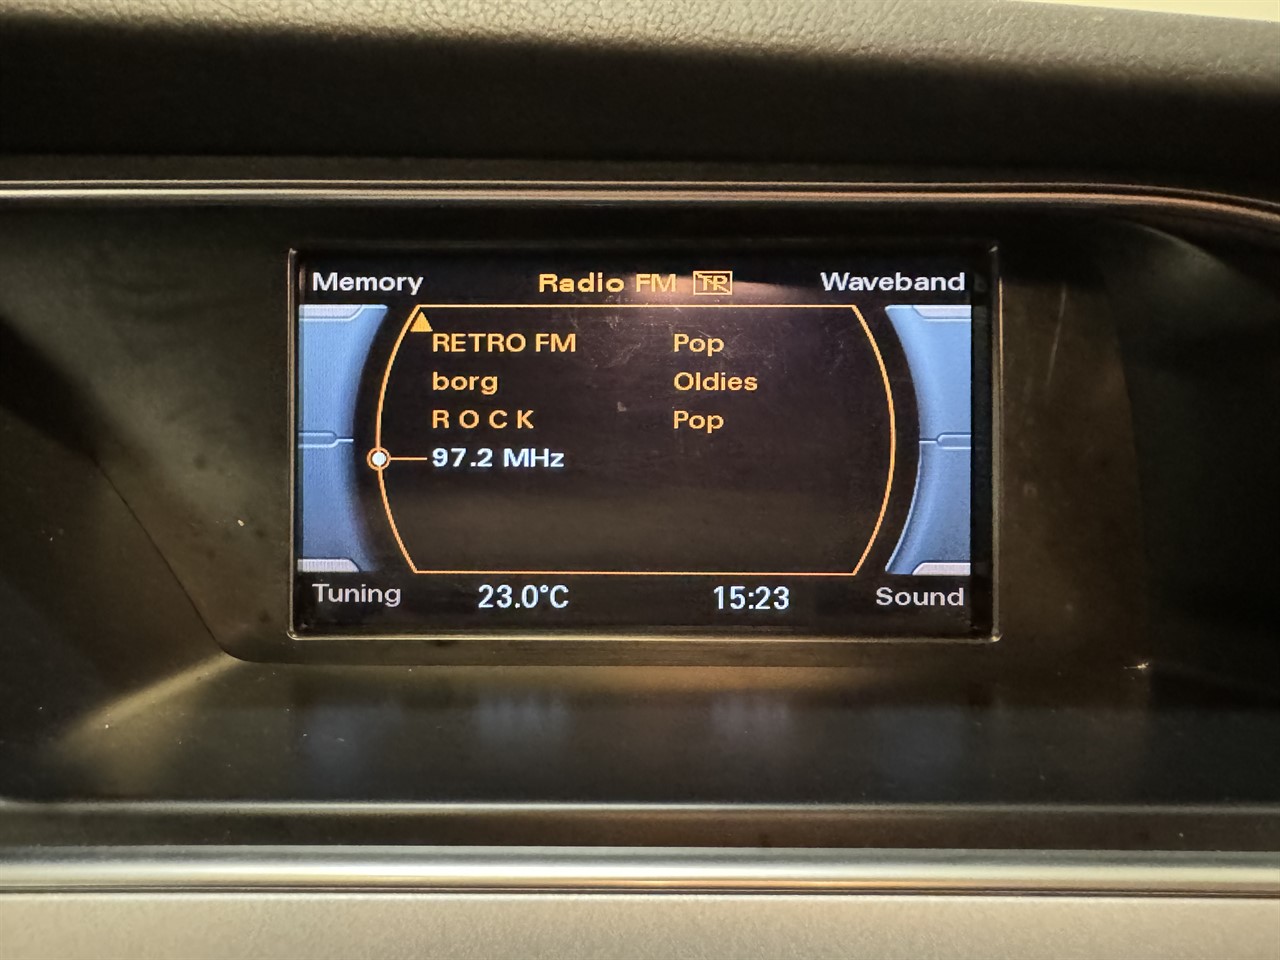 Memory Radio FM TP Waveband
RETRO FM Pop
borg Oldies
R O C K Pop
97.2 MHz
Tuning 23.0°C 15:23 Sound